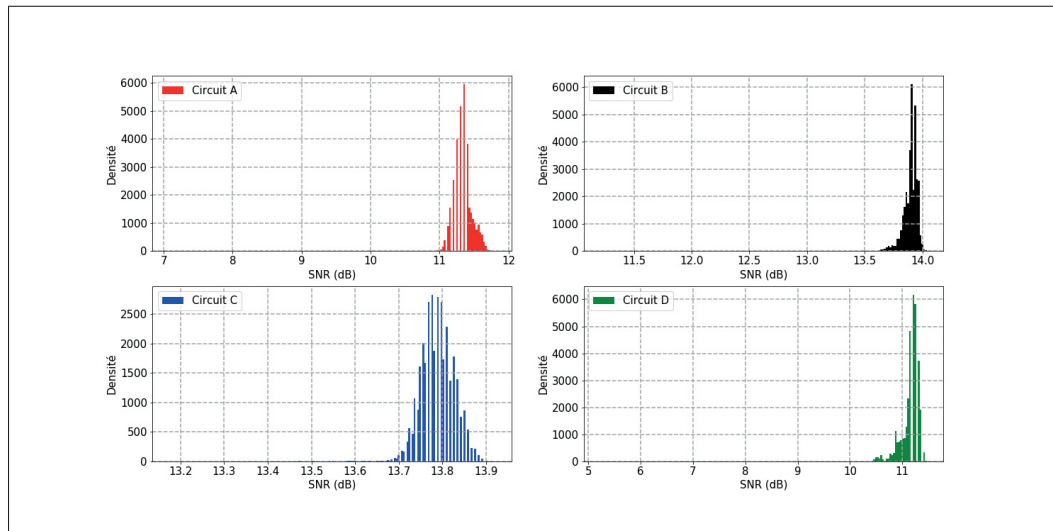 Circuit A
6000
5000
4000
3000
2000
1000
0
Densité
7 8 9 10 11 12
SNR (dB)
Circuit B
6000
5000
4000
3000
2000
1000
0
Densité
11.5 12.0 12.5 13.0 13.5 14.0
SNR (dB)
Circuit C
2500
2000
1500
1000
500
0
Densité
13.2 13.3 13.4 13.5 13.6 13.7 13.8 13.9
SNR (dB)
Circuit D
6000
5000
4000
3000
2000
1000
0
Densité
5 6 7 8 9 10 11
SNR (dB)